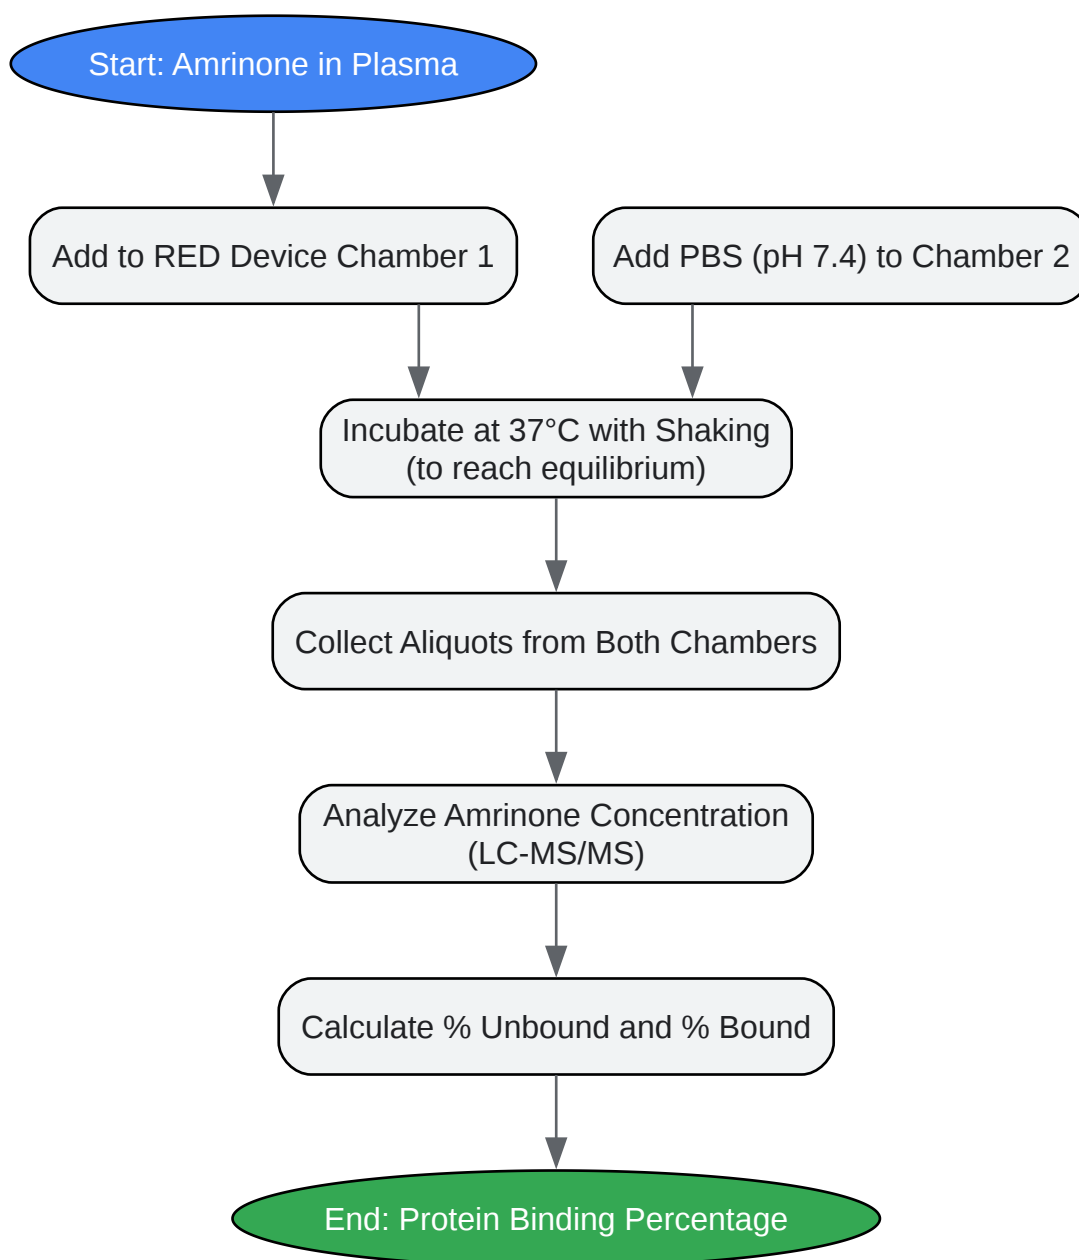 Start: Amrinone in Plasma
Add to RED Device Chamber 1
Add PBS (pH 7.4) to Chamber 2
Incubate at 37°C with Shaking
(to reach equilibrium)
Collect Aliquots from Both Chambers
Analyze Amrinone Concentration
(LC-MS/MS)
Calculate % Unbound and % Bound
End: Protein Binding Percentage